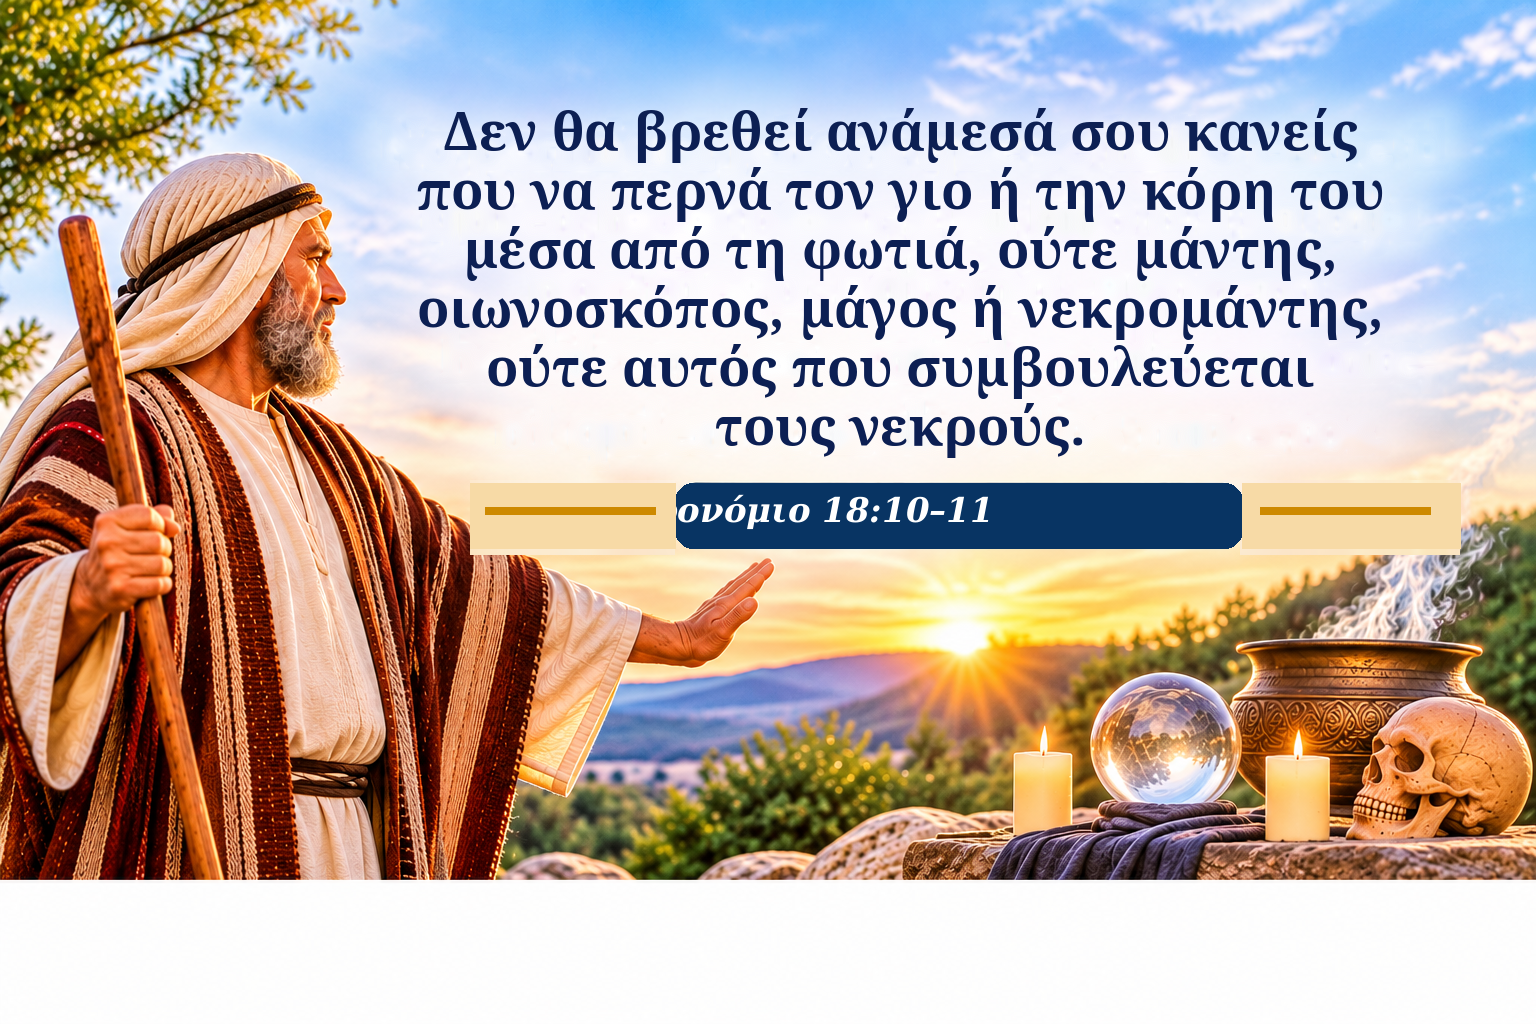 Δεν θα βρεθεί ανάμεσά σου κανείς
που να περνά τον γιο ή την κόρη του
μέσα από τη φωτιά, ούτε μάντης,
οιωνοσκόπος, μάγος ή νεκρομάντης,
ούτε αυτός που συμβουλεύεται
τους νεκρούς.
ονόμιο 18:10–11